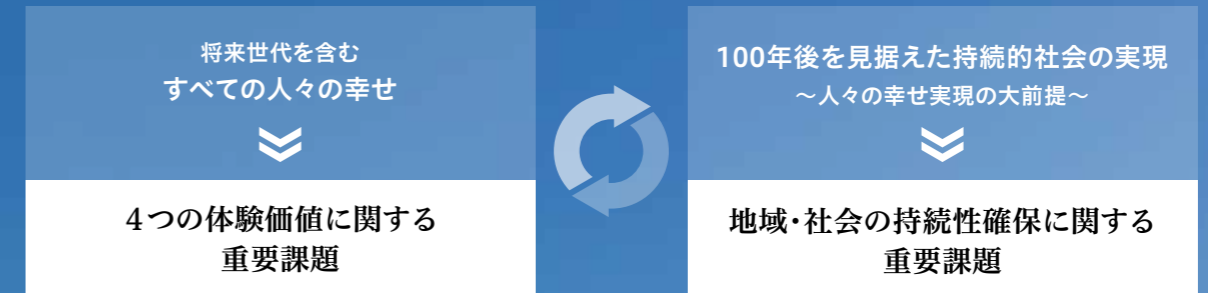 将来世代を含む
すべての人々の幸せ
4つの体験価値に関する
重要課題
100年後を見据えた持続的社会の実現
～人々の幸せ実現の大前提～
地域・社会の持続性確保に関する
重要課題